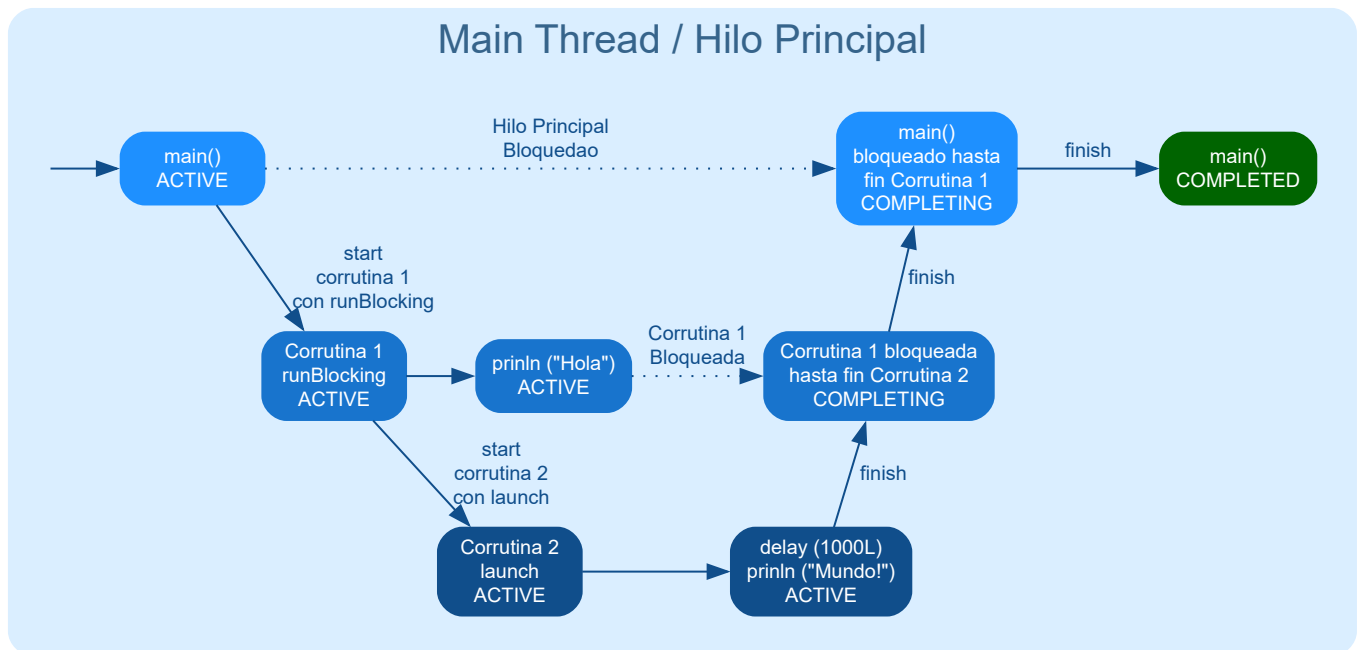 Main Thread / Hilo Principal
Hilo Principal
Bloquedao
main()
ACTIVE
main()
bloqueado hasta
fin Corrutina 1
COMPLETING
finish
main()
COMPLETED
start
corrutina 1
con runBlocking
finish
Corrutina 1
runBlocking
ACTIVE
prinln ("Hola")
ACTIVE
Corrutina 1
Bloqueada
Corrutina 1 bloqueada
hasta fin Corrutina 2
COMPLETING
start
corrutina 2
con launch
finish
Corrutina 2
launch
ACTIVE
delay (1000L)
prinln ("Mundo!")
ACTIVE